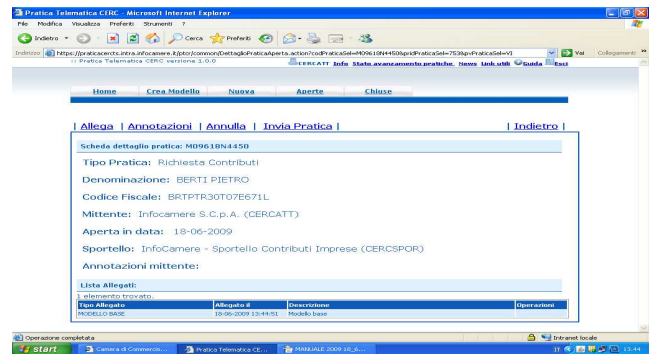 Pratica Telematica CERC - Microsoft Internet Explorer
File Modifica Visualizza Preferiti Strumenti ?
Indietro Cerca Preferiti
Indirizzo https://praticacercts.intra.infocamere.it/ptor/common/DettaglioPraticaAperta.action?codPraticaSel=M09618N4450&pridPraticaSel=753&pvPraticaSel=VI Vai Collegamenti »
:: Pratica Telematica CERC versione 1.0.0 CERCATT Info Stato avanzamento pratiche News Link utili Guida Esci
Home Crea Modello Nuova Aperte Chiuse
| Allega | Annotazioni | Annulla | Invia Pratica | | Indietro |
Scheda dettaglio pratica: M09618N4450
Tipo Pratica: Richiesta Contributi
Denominazione: BERTI PIETRO
Codice Fiscale: BRTPTR30T07E671L
Mittente: Infocamere S.C.p.A. (CERCATT)
Aperta in data: 18-06-2009
Sportello: InfoCamere - Sportello Contributi Imprese (CERCSPOR)
Annotazioni mittente:
Lista Allegati:
1 elemento trovato.
Tipo Allegato Allegato il Descrizione Operazioni
MODELLO BASE 18-06-2009 13:44:51 Modello base
Operazione completata Intranet locale
start Camera di Commercio... Pratica Telematica CE... MANUALE 2009 18_6... IT 13.44